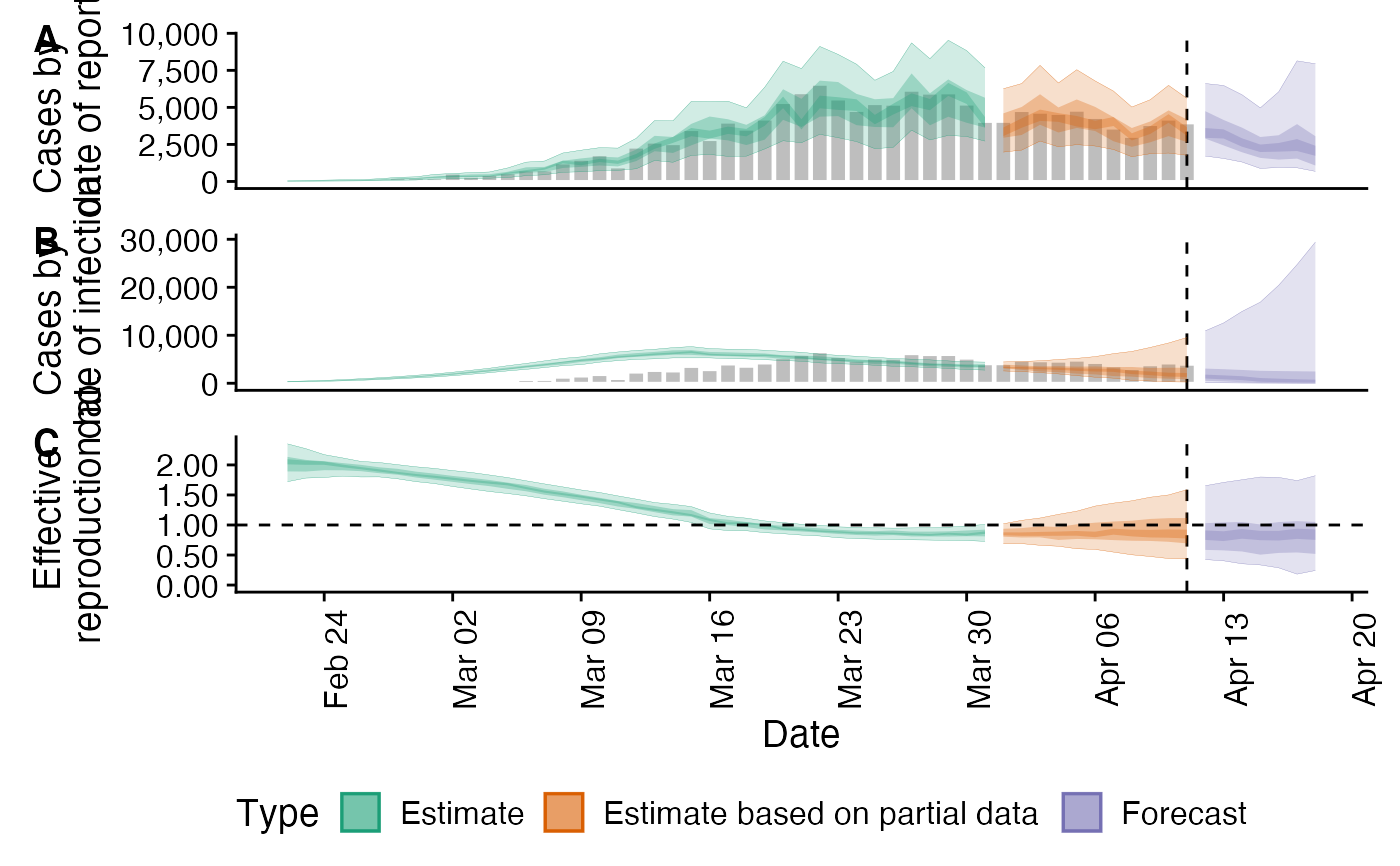 A
Cases by
date of report
10,000
7,500
5,000
2,500
0
B
Cases by
date of infection
30,000
20,000
10,000
0
C
Effective
reproduction no.
2.00
1.50
1.00
0.50
0.00
Feb 24
Mar 02
Mar 09
Mar 16
Mar 23
Mar 30
Apr 06
Apr 13
Apr 20
Date
Type
Estimate
Estimate based on partial data
Forecast